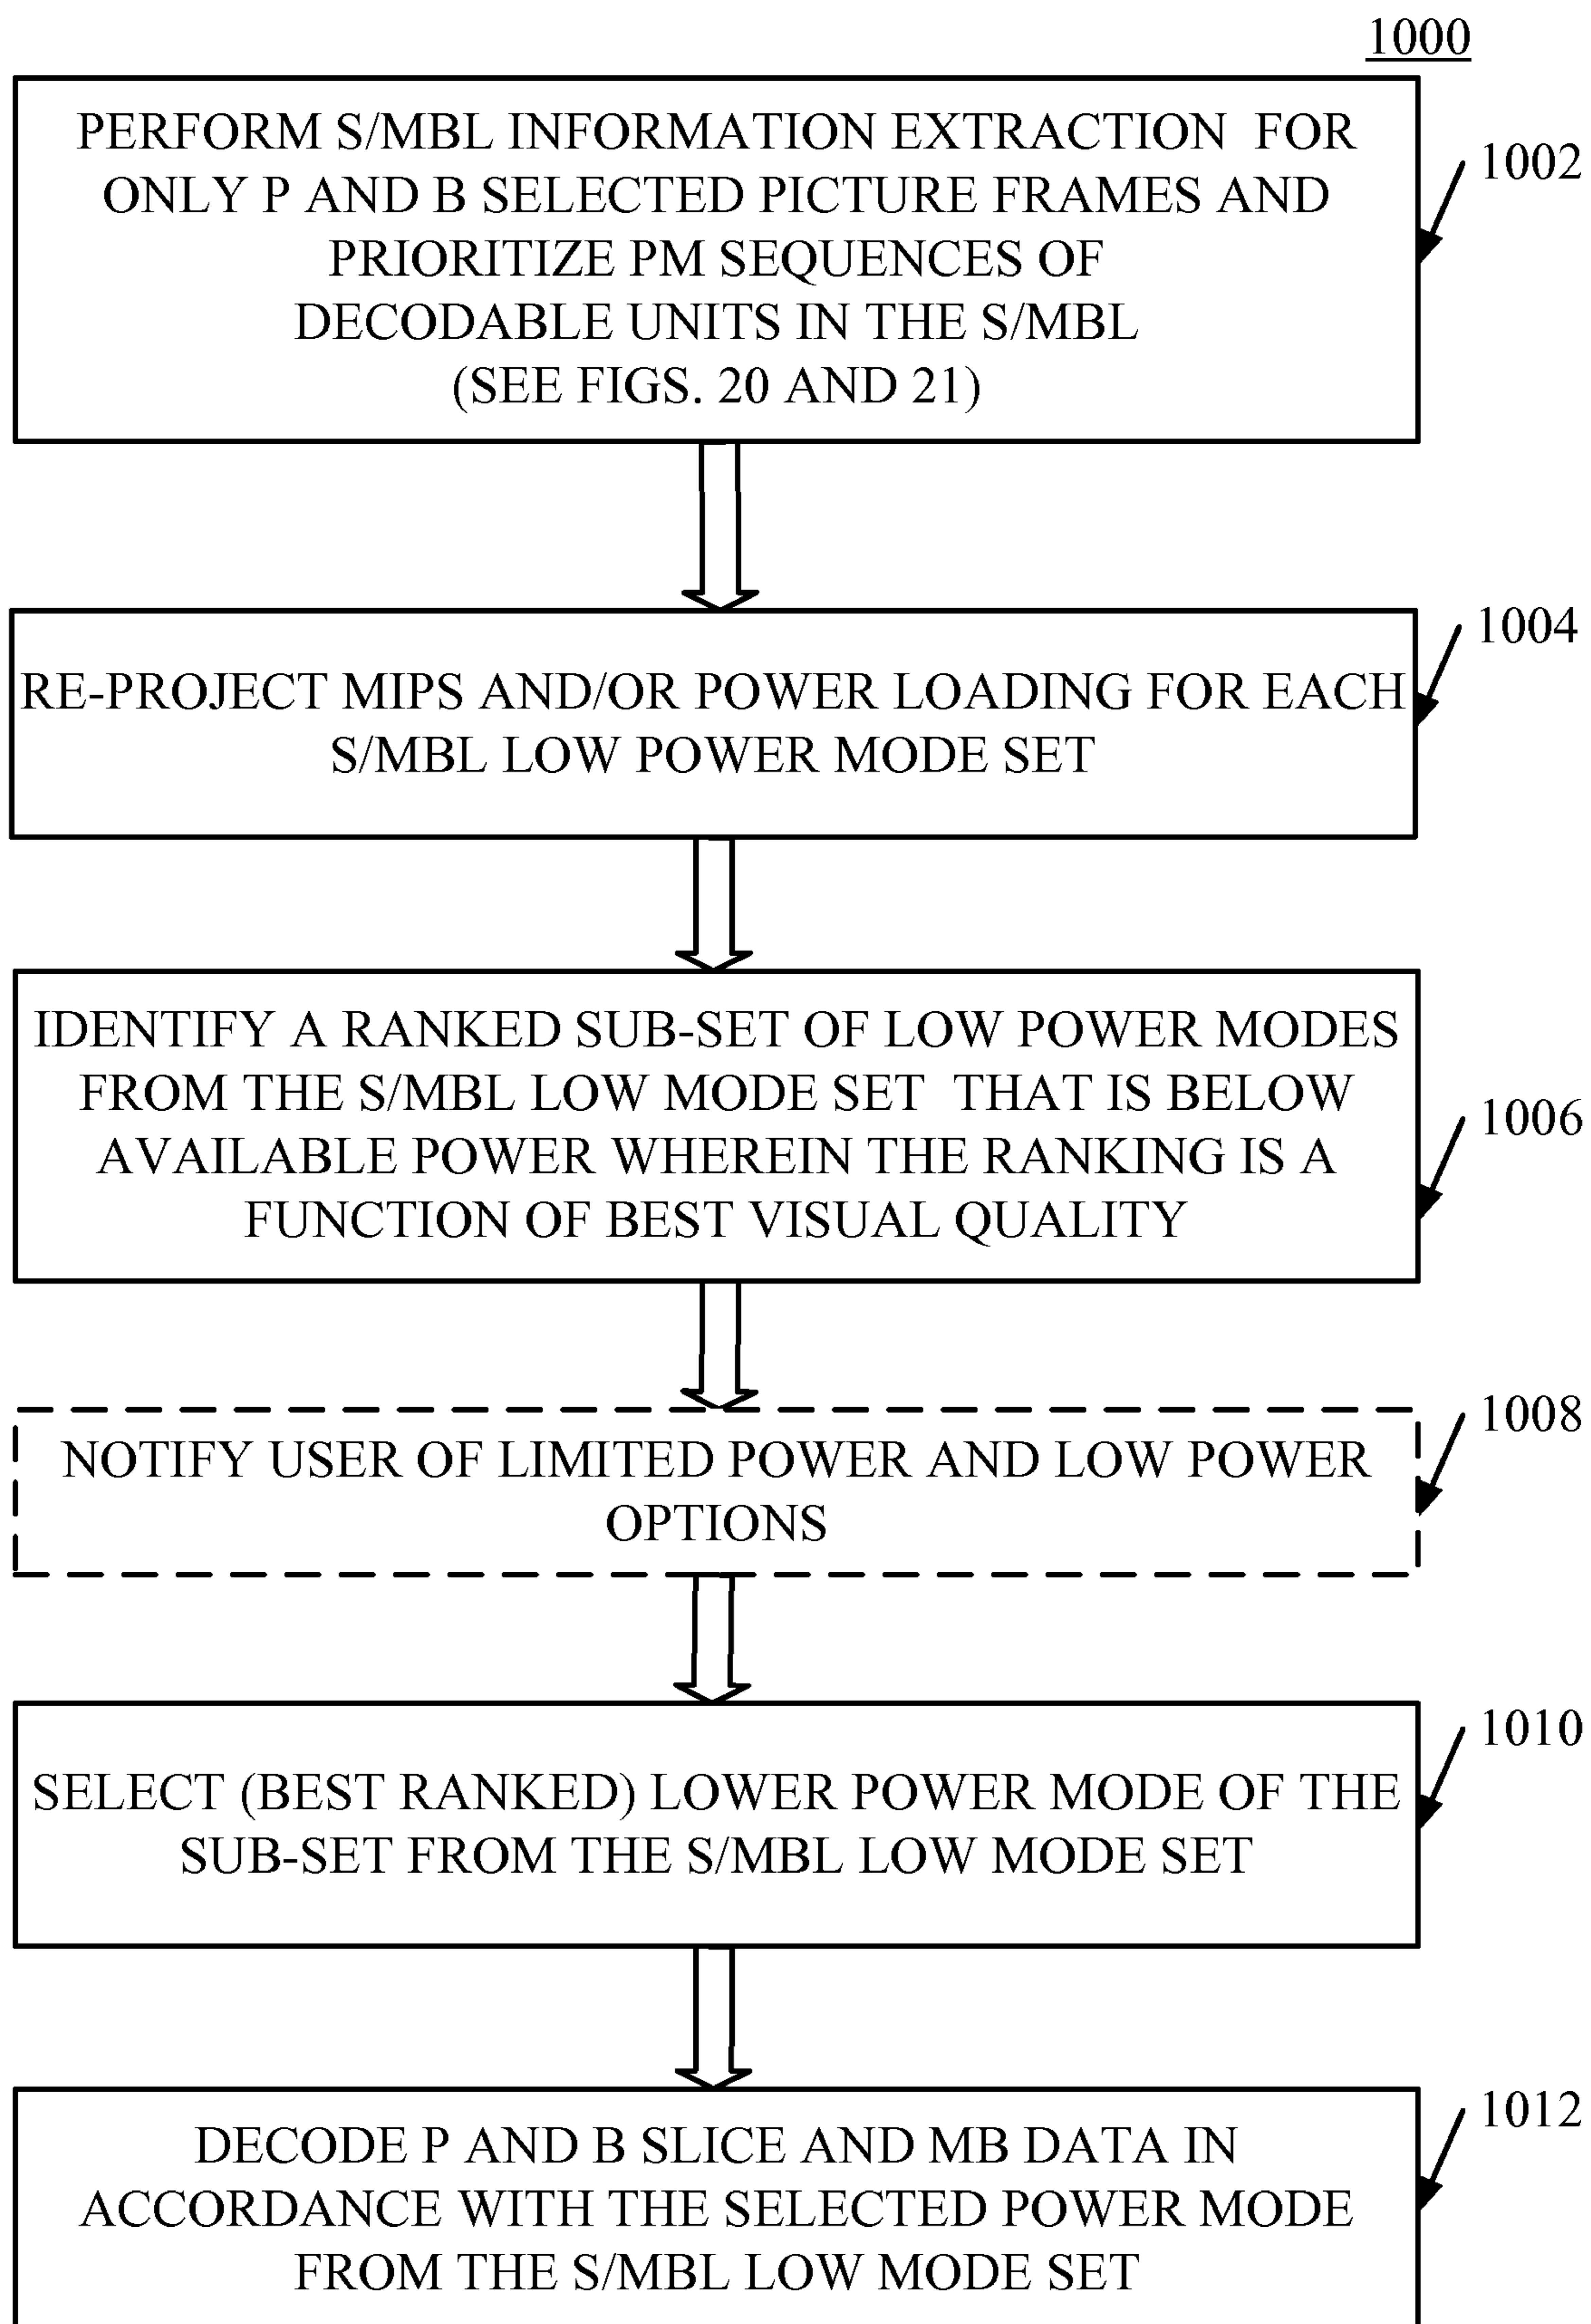 1000
PERFORM S/MBL INFORMATION EXTRACTION FOR
ONLY P AND B SELECTED PICTURE FRAMES AND
PRIORITIZE PM SEQUENCES OF
DECODABLE UNITS IN THE S/MBL
(SEE FIGS. 20 AND 21)
1002
RE-PROJECT MIPS AND/OR POWER LOADING FOR EACH
S/MBL LOW POWER MODE SET
1004
IDENTIFY A RANKED SUB-SET OF LOW POWER MODES
FROM THE S/MBL LOW MODE SET THAT IS BELOW
AVAILABLE POWER WHEREIN THE RANKING IS A
FUNCTION OF BEST VISUAL QUALITY
1006
NOTIFY USER OF LIMITED POWER AND LOW POWER
OPTIONS
1008
SELECT (BEST RANKED) LOWER POWER MODE OF THE
SUB-SET FROM THE S/MBL LOW MODE SET
1010
DECODE P AND B SLICE AND MB DATA IN
ACCORDANCE WITH THE SELECTED POWER MODE
FROM THE S/MBL LOW MODE SET
1012